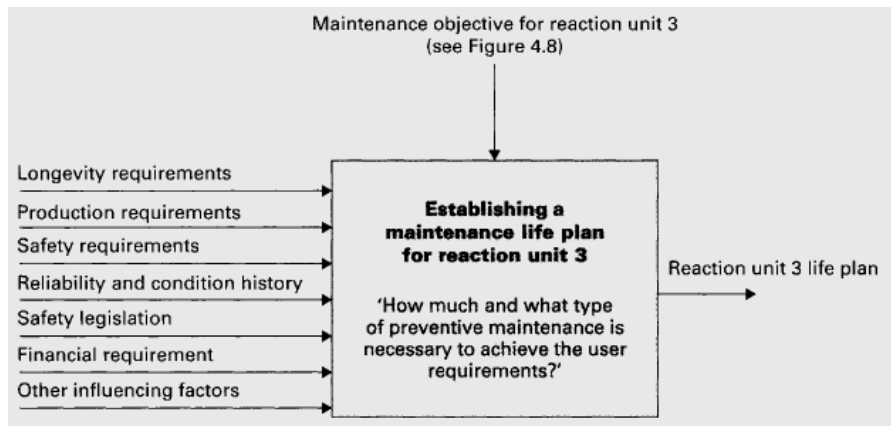 Maintenance objective for reaction unit 3
(see Figure 4.8)
Longevity requirements
Production requirements
Safety requirements
Reliability and condition history
Safety legislation
Financial requirement
Other influencing factors
Establishing a
maintenance life plan
for reaction unit 3
'How much and what type
of preventive maintenance is
necessary to achieve the user
requirements?'
Reaction unit 3 life plan